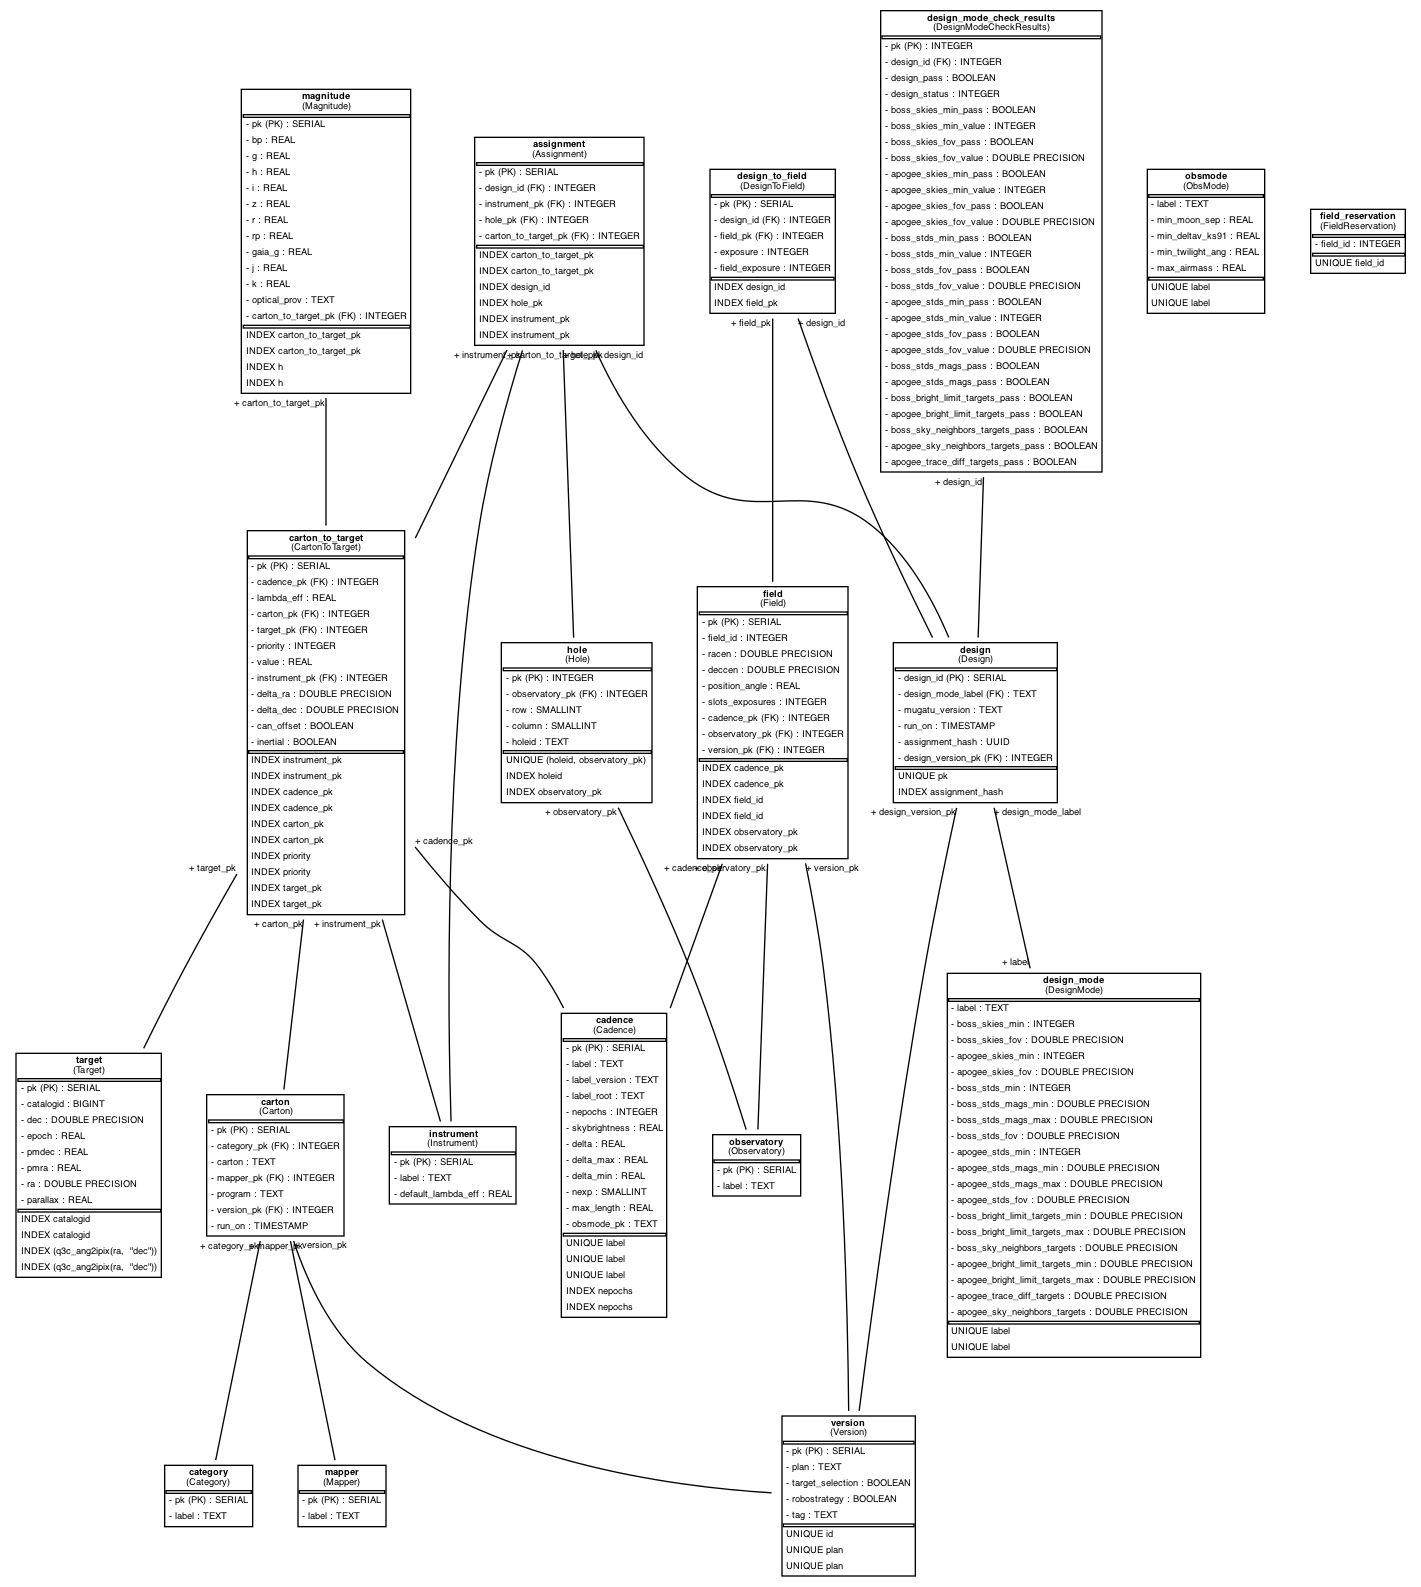 design_mode_check_results
(DesignModeCheckResults)
- pk (PK) : INTEGER
- design_id (FK) : INTEGER
- design_pass : BOOLEAN
- design_status : INTEGER
- boss_skies_min_pass : BOOLEAN
- boss_skies_min_value : INTEGER
- boss_skies_fov_pass : BOOLEAN
- boss_skies_fov_value : DOUBLE PRECISION
- apogee_skies_min_pass : BOOLEAN
- apogee_skies_min_value : INTEGER
- apogee_skies_fov_pass : BOOLEAN
- apogee_skies_fov_value : DOUBLE PRECISION
- boss_stds_min_pass : BOOLEAN
- boss_stds_min_value : INTEGER
- boss_stds_fov_pass : BOOLEAN
- boss_stds_fov_value : DOUBLE PRECISION
- apogee_stds_min_pass : BOOLEAN
- apogee_stds_min_value : INTEGER
- apogee_stds_fov_pass : BOOLEAN
- apogee_stds_fov_value : DOUBLE PRECISION
- boss_stds_mags_pass : BOOLEAN
- apogee_stds_mags_pass : BOOLEAN
- boss_bright_limit_targets_pass : BOOLEAN
- apogee_bright_limit_targets_pass : BOOLEAN
- boss_sky_neighbors_targets_pass : BOOLEAN
- apogee_sky_neighbors_targets_pass : BOOLEAN
- apogee_trace_diff_targets_pass : BOOLEAN
+ design_id
magnitude
(Magnitude)
- pk (PK) : SERIAL
- bp : REAL
- g : REAL
- h : REAL
- i : REAL
- z : REAL
- r : REAL
- rp : REAL
- gaia_g : REAL
- j : REAL
- k : REAL
- optical_prov : TEXT
- carton_to_target_pk (FK) : INTEGER
INDEX carton_to_target_pk
INDEX carton_to_target_pk
INDEX h
INDEX h
+ carton_to_target_pk
assignment
(Assignment)
- pk (PK) : SERIAL
- design_id (FK) : INTEGER
- instrument_pk (FK) : INTEGER
- hole_pk (FK) : INTEGER
- carton_to_target_pk (FK) : INTEGER
INDEX carton_to_target_pk
INDEX carton_to_target_pk
INDEX design_id
INDEX hole_pk
INDEX instrument_pk
INDEX instrument_pk
+ instrument_pk
+ carton_to_target_pk
+ hole_pk
+ design_id
design_to_field
(DesignToField)
- pk (PK) : SERIAL
- design_id (FK) : INTEGER
- field_pk (FK) : INTEGER
- exposure : INTEGER
- field_exposure : INTEGER
INDEX design_id
INDEX field_pk
+ field_pk
+ design_id
obsmode
(ObsMode)
- label : TEXT
- min_moon_sep : REAL
- min_deltav_ks91 : REAL
- min_twilight_ang : REAL
- max_airmass : REAL
UNIQUE label
UNIQUE label
field_reservation
(FieldReservation)
- field_id : INTEGER
UNIQUE field_id
carton_to_target
(CartonToTarget)
- pk (PK) : SERIAL
- cadence_pk (FK) : INTEGER
- lambda_eff : REAL
- carton_pk (FK) : INTEGER
- target_pk (FK) : INTEGER
- priority : INTEGER
- value : REAL
- instrument_pk (FK) : INTEGER
- delta_ra : DOUBLE PRECISION
- delta_dec : DOUBLE PRECISION
- can_offset : BOOLEAN
- inertial : BOOLEAN
INDEX instrument_pk
INDEX instrument_pk
INDEX cadence_pk
INDEX cadence_pk
INDEX carton_pk
INDEX carton_pk
INDEX priority
INDEX priority
INDEX target_pk
INDEX target_pk
+ target_pk
+ carton_pk
+ instrument_pk
+ cadence_pk
hole
(Hole)
- pk (PK) : INTEGER
- observatory_pk (FK) : INTEGER
- row : SMALLINT
- column : SMALLINT
- holeid : TEXT
UNIQUE (holeid, observatory_pk)
INDEX holeid
INDEX observatory_pk
+ observatory_pk
field
(Field)
- pk (PK) : SERIAL
- field_id : INTEGER
- racen : DOUBLE PRECISION
- deccen : DOUBLE PRECISION
- position_angle : REAL
- slots_exposures : INTEGER
- cadence_pk (FK) : INTEGER
- observatory_pk (FK) : INTEGER
- version_pk (FK) : INTEGER
INDEX cadence_pk
INDEX cadence_pk
INDEX field_id
INDEX field_id
INDEX observatory_pk
INDEX observatory_pk
+ cadence_pk
+ observatory_pk
+ version_pk
design
(Design)
- design_id (PK) : SERIAL
- design_mode_label (FK) : TEXT
- mugatu_version : TEXT
- run_on : TIMESTAMP
- assignment_hash : UUID
- design_version_pk (FK) : INTEGER
UNIQUE pk
INDEX assignment_hash
+ design_version_pk
+ design_mode_label
+ label
design_mode
(DesignMode)
- label : TEXT
- boss_skies_min : INTEGER
- boss_skies_fov : DOUBLE PRECISION
- apogee_skies_min : INTEGER
- apogee_skies_fov : DOUBLE PRECISION
- boss_stds_min : INTEGER
- boss_stds_mags_min : DOUBLE PRECISION
- boss_stds_mags_max : DOUBLE PRECISION
- boss_stds_fov : DOUBLE PRECISION
- apogee_stds_min : INTEGER
- apogee_stds_mags_min : DOUBLE PRECISION
- apogee_stds_mags_max : DOUBLE PRECISION
- apogee_stds_fov : DOUBLE PRECISION
- boss_bright_limit_targets_min : DOUBLE PRECISION
- boss_bright_limit_targets_max : DOUBLE PRECISION
- boss_sky_neighbors_targets : DOUBLE PRECISION
- apogee_bright_limit_targets_min : DOUBLE PRECISION
- apogee_bright_limit_targets_max : DOUBLE PRECISION
- apogee_trace_diff_targets : DOUBLE PRECISION
- apogee_sky_neighbors_targets : DOUBLE PRECISION
UNIQUE label
UNIQUE label
target
(Target)
- pk (PK) : SERIAL
- catalogid : BIGINT
- dec : DOUBLE PRECISION
- epoch : REAL
- pmdec : REAL
- pmra : REAL
- ra : DOUBLE PRECISION
- parallax : REAL
INDEX catalogid
INDEX catalogid
INDEX (q3c_ang2ipix(ra, "dec"))
INDEX (q3c_ang2ipix(ra, "dec"))
carton
(Carton)
- pk (PK) : SERIAL
- category_pk (FK) : INTEGER
- carton : TEXT
- mapper_pk (FK) : INTEGER
- program : TEXT
- version_pk (FK) : INTEGER
- run_on : TIMESTAMP
+ category_pk
+ mapper_pk
+ version_pk
instrument
(Instrument)
- pk (PK) : SERIAL
- label : TEXT
- default_lambda_eff : REAL
cadence
(Cadence)
- pk (PK) : SERIAL
- label : TEXT
- label_version : TEXT
- label_root : TEXT
- nepochs : INTEGER
- skybrightness : REAL
- delta : REAL
- delta_max : REAL
- delta_min : REAL
- nexp : SMALLINT
- max_length : REAL
- obsmode_pk : TEXT
UNIQUE label
UNIQUE label
UNIQUE label
INDEX nepochs
INDEX nepochs
observatory
(Observatory)
- pk (PK) : SERIAL
- label : TEXT
category
(Category)
- pk (PK) : SERIAL
- label : TEXT
mapper
(Mapper)
- pk (PK) : SERIAL
- label : TEXT
version
(Version)
- pk (PK) : SERIAL
- plan : TEXT
- target_selection : BOOLEAN
- robostrategy : BOOLEAN
- tag : TEXT
UNIQUE id
UNIQUE plan
UNIQUE plan